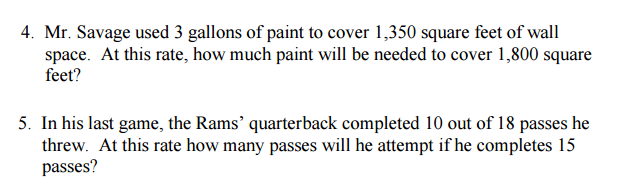 4. Mr. Savage used 3 gallons of paint to cover 1,350 square feet of wall
space. At this rate, how much paint will be needed to cover 1,800 square
feet?
5. In his last game, the Rams’ quarterback completed 10 out of 18 passes he
threw. At this rate how many passes will he attempt if he completes 15
passes?